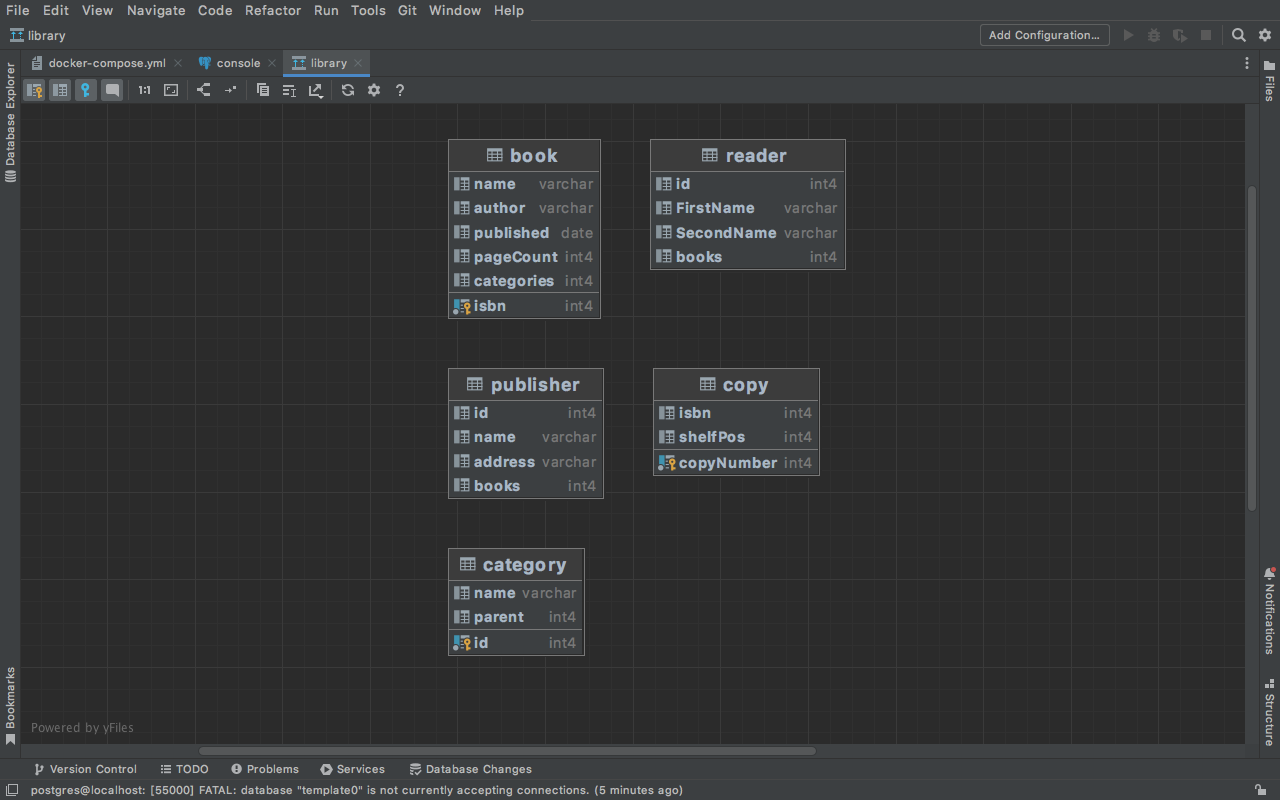 File Edit View Navigate Code Refactor Run Tools Git Window Help
library
Add Configuration...
docker-compose.yml
console
library
1:1
?
Database Explorer
Bookmarks
Files
Notifications
Structure
book
name varchar
author varchar
published date
pageCount int4
categories int4
isbn int4
reader
id int4
FirstName varchar
SecondName varchar
books int4
publisher
id int4
name varchar
address varchar
books int4
copy
isbn int4
shelfPos int4
copyNumber int4
category
name varchar
parent int4
id int4
Powered by yFiles
Version Control TODO Problems Services Database Changes
postgres@localhost: [55000] FATAL: database "template0" is not currently accepting connections. (5 minutes ago)